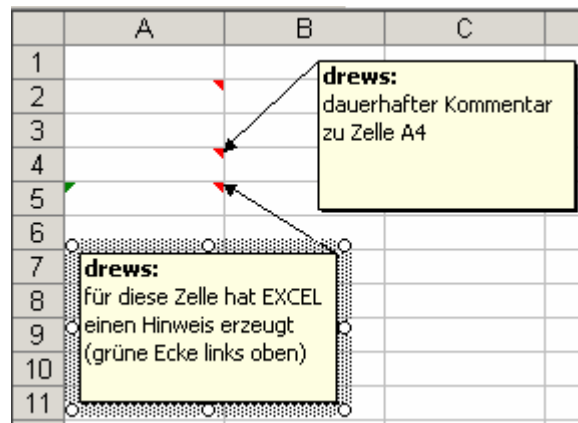 A B C
1
2
3
4
5
6
7
8
9
10
11
drews:
dauerhafter Kommentar
zu Zelle A4
drews:
für diese Zelle hat EXCEL
einen Hinweis erzeugt
(grüne Ecke links oben)